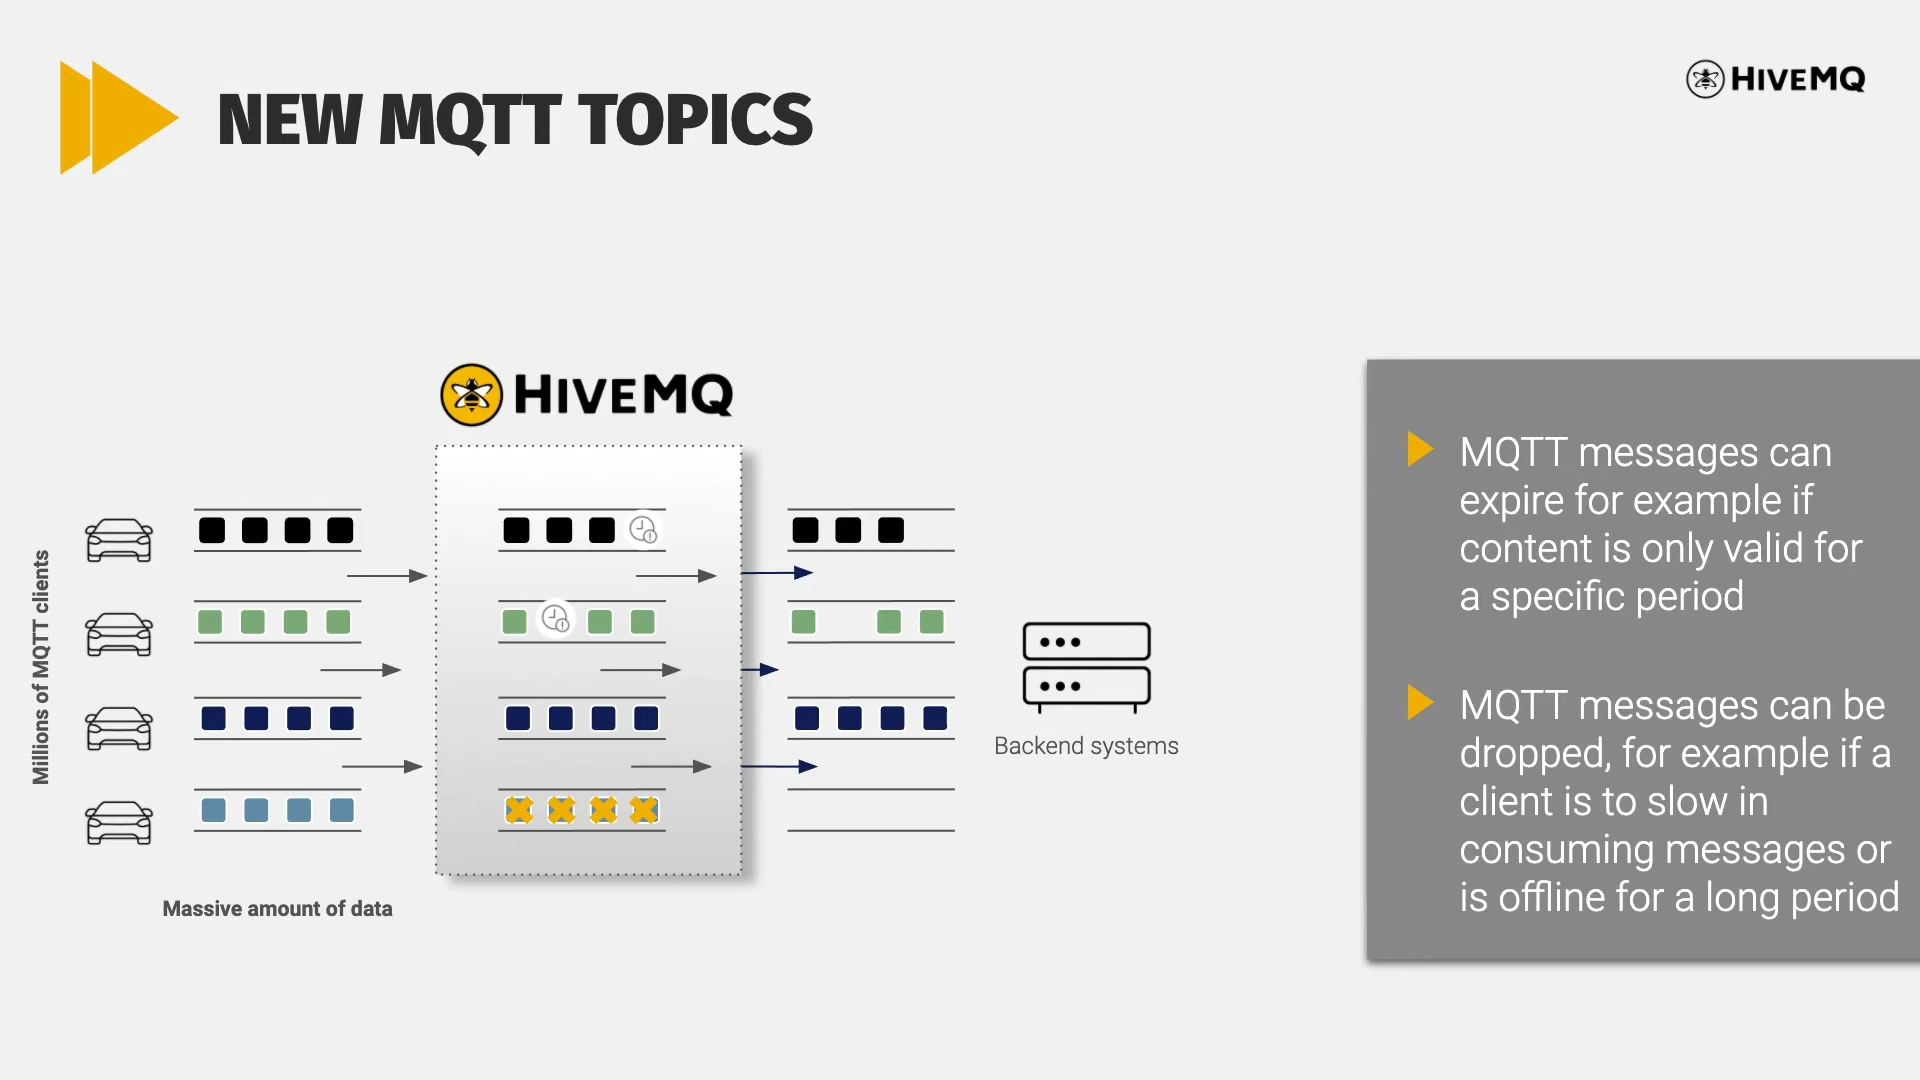 NEW MQTT TOPICS
HIVEMQ
HIVEMQ
Millions of MQTT clients
Massive amount of data
Backend systems
MQTT messages can
expire for example if
content is only valid for
a specific period
MQTT messages can be
dropped, for example if a
client is to slow in
consuming messages or
is offline for a long period